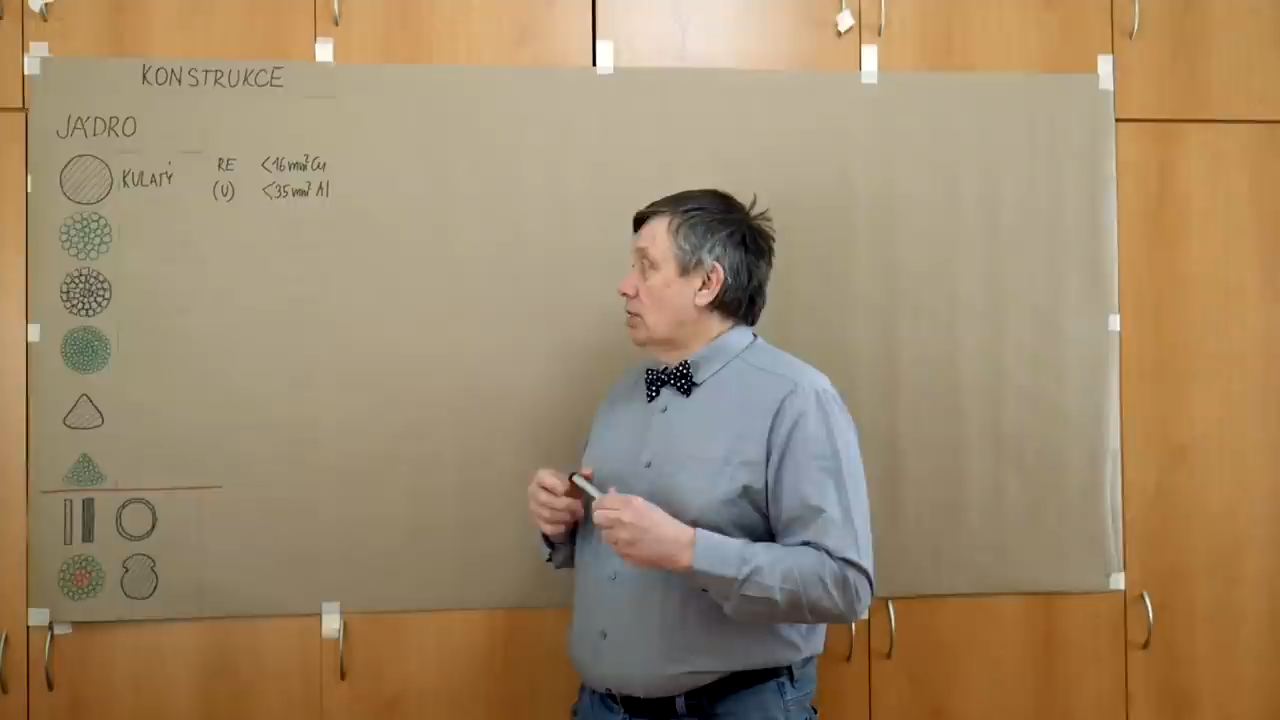 KONSTRUKCE
JÁDRO
KULATÝ RE <16 mm² Cu
(U) <35 mm² Al